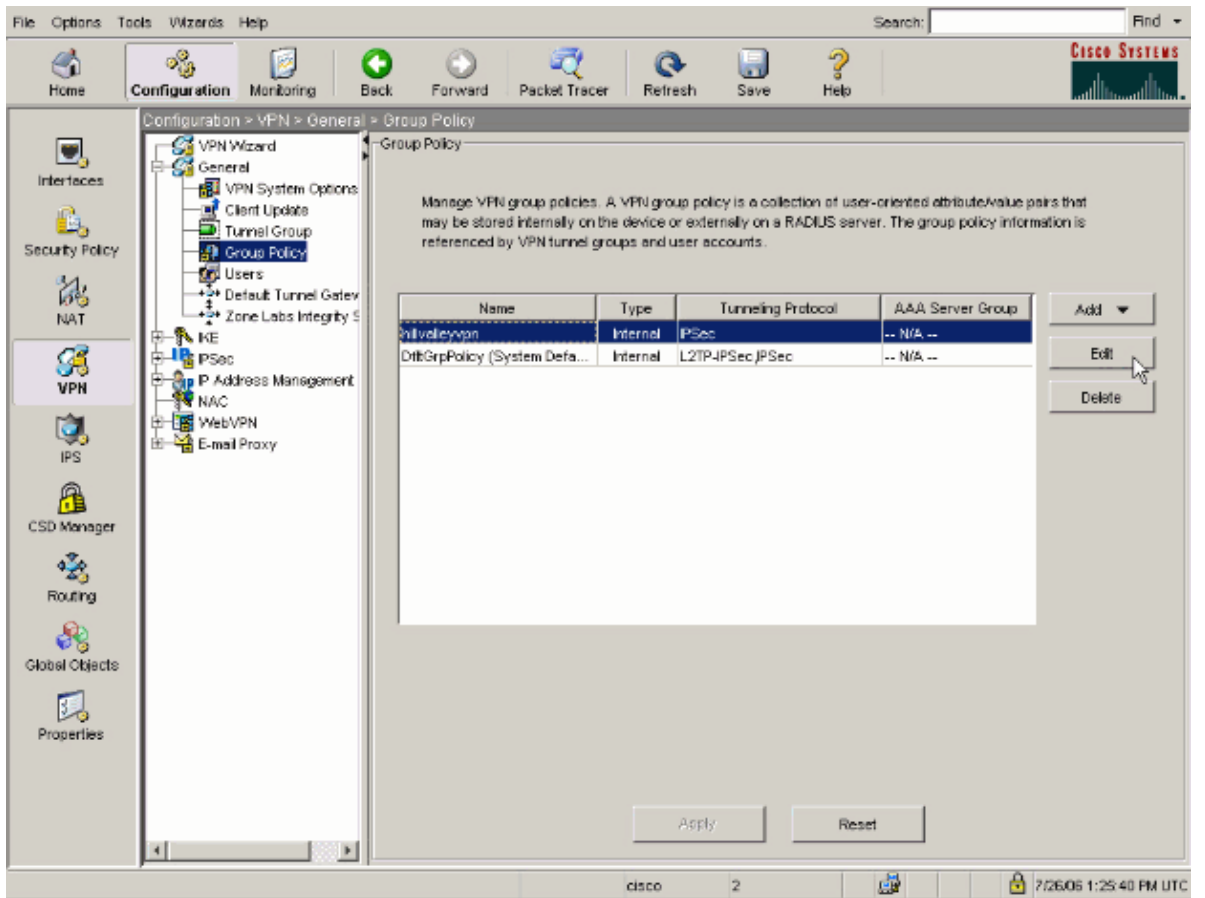 File Options Tools Wizards Help Search: Find
Home Configuration Monitoring Back Forward Packet Tracer Refresh Save Help
CISCO SYSTEMS
Configuration > VPN > General > Group Policy
Interfaces
Security Policy
NAT
VPN
IPS
CSD Manager
Routing
Global Objects
Properties
VPN Wizard
General
VPN System Options
Client Update
Tunnel Group
Group Policy
Users
Default Tunnel Gatew
Zone Labs Integrity S
IKE
IPSec
IP Address Management
NAC
WebVPN
E-mail Proxy
Group Policy
Manage VPN group policies. A VPN group policy is a collection of user-oriented attribute/value pairs that
may be stored internally on the device or externally on a RADIUS server. The group policy information is
referenced by VPN tunnel groups and user accounts.
Name Type Tunneling Protocol AAA Server Group
hillvalleyvpn Internal IPSec -- N/A --
DfltGrpPolicy (System Defa... Internal L2TP-IPSec,IPSec -- N/A --
Add
Edit
Delete
Apply Reset
cisco 2 7/26/06 1:25:40 PM UTC